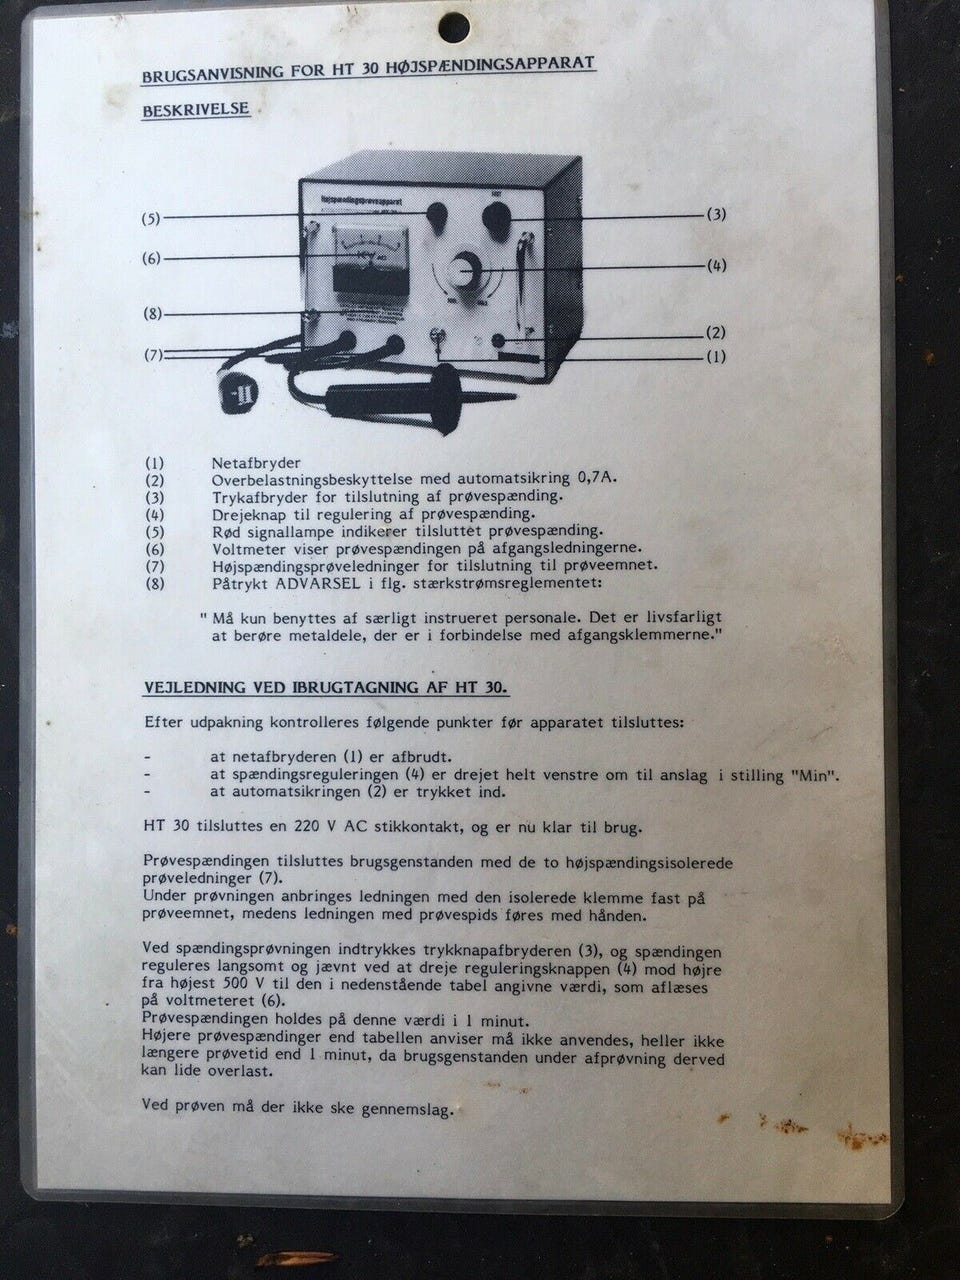 BRUGSANVISNING FOR HT 30 HØJSPÆNDINGSAPPARAT
BESKRIVELSE
Højspændingsprøveapparat
(5)
(3)
(6)
KV AC
(4)
(8)
(7)
(2)
(1)
(1) Netafbryder
(2) Overbelastningsbeskyttelse med automatsikring 0,7A.
(3) Trykafbryder for tilslutning af prøvespænding.
(4) Drejeknap til regulering af prøvespænding.
(5) Rød signallampe indikerer tilsluttet prøvespænding.
(6) Voltmeter viser prøvespændingen på afgangsledningerne.
(7) Højspændingsprøveledninger for tilslutning til prøveemnet.
(8) Påtrykt ADVARSEL i flg. stærkstrømsreglementet:
" Må kun benyttes af særligt instrueret personale. Det er livsfarligt
at berøre metaldele, der er i forbindelse med afgangsklemmerne."
VEJLEDNING VED IBRUGTAGNING AF HT 30.
Efter udpakning kontrolleres følgende punkter før apparatet tilsluttes:
- at netafbryderen (1) er afbrudt.
- at spændingsreguleringen (4) er drejet helt venstre om til anslag i stilling "Min".
- at automatsikringen (2) er trykket ind.
HT 30 tilsluttes en 220 V AC stikkontakt, og er nu klar til brug.
Prøvespændingen tilsluttes brugsgenstanden med de to højspændingsisolerede
prøveledninger (7).
Under prøvningen anbringes ledningen med den isolerede klemme fast på
prøveemnet, medens ledningen med prøvespids føres med hånden.
Ved spændingsprøvningen indtrykkes trykknapafbryderen (3), og spændingen
reguleres langsomt og jævnt ved at dreje reguleringsknappen (4) mod højre
fra højest 500 V til den i nedenstående tabel angivne værdi, som aflæses
på voltmeteret (6).
Prøvespændingen holdes på denne værdi i 1 minut.
Højere prøvespændinger end tabellen anviser må ikke anvendes, heller ikke
længere prøvetid end 1 minut, da brugsgenstanden under afprøvning derved
kan lide overlast.
Ved prøven må der ikke ske gennemslag.